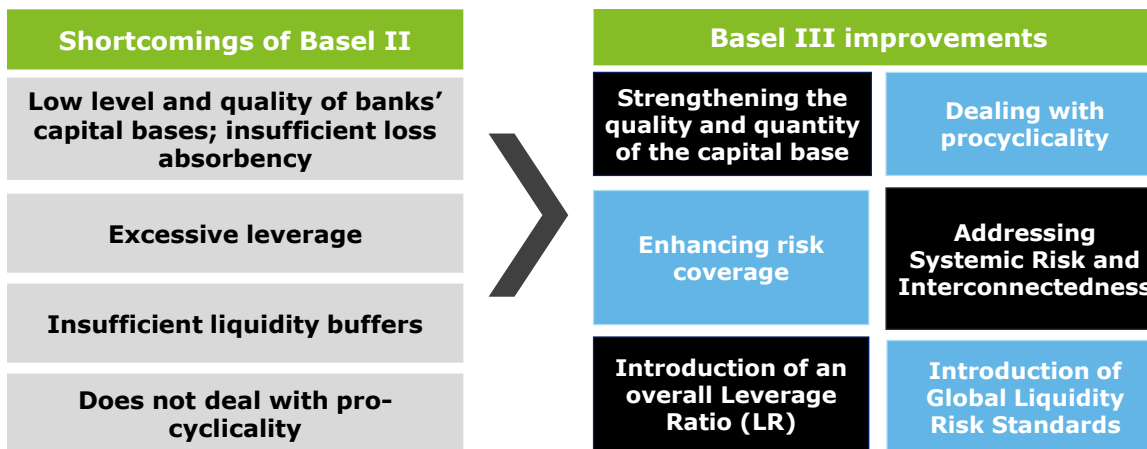 Shortcomings of Basel II
Low level and quality of banks’
capital bases; insufficient loss
absorbency
Excessive leverage
Insufficient liquidity buffers
Does not deal with pro-
cyclicality
Basel III improvements
Strengthening the
quality and quantity
of the capital base
Dealing with
procyclicality
Enhancing risk
coverage
Addressing
Systemic Risk and
Interconnectedness
Introduction of an
overall Leverage
Ratio (LR)
Introduction of
Global Liquidity
Risk Standards